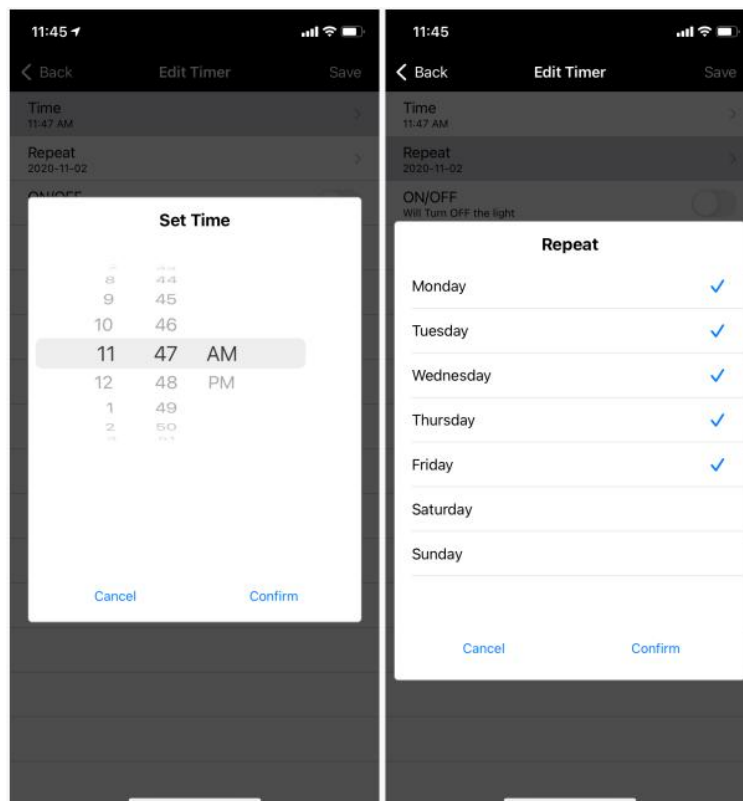 11:45
Back Edit Timer Save
Time
11:47 AM
Repeat
2020-11-02
ON/OFF
Set Time
8 44
9 45
10 46
11 47 AM
12 48 PM
1 49
2 50
Cancel Confirm
11:45
Back Edit Timer Save
Time
11:47 AM
Repeat
2020-11-02
ON/OFF
Will Turn OFF the light
Repeat
Monday
Tuesday
Wednesday
Thursday
Friday
Saturday
Sunday
Cancel Confirm